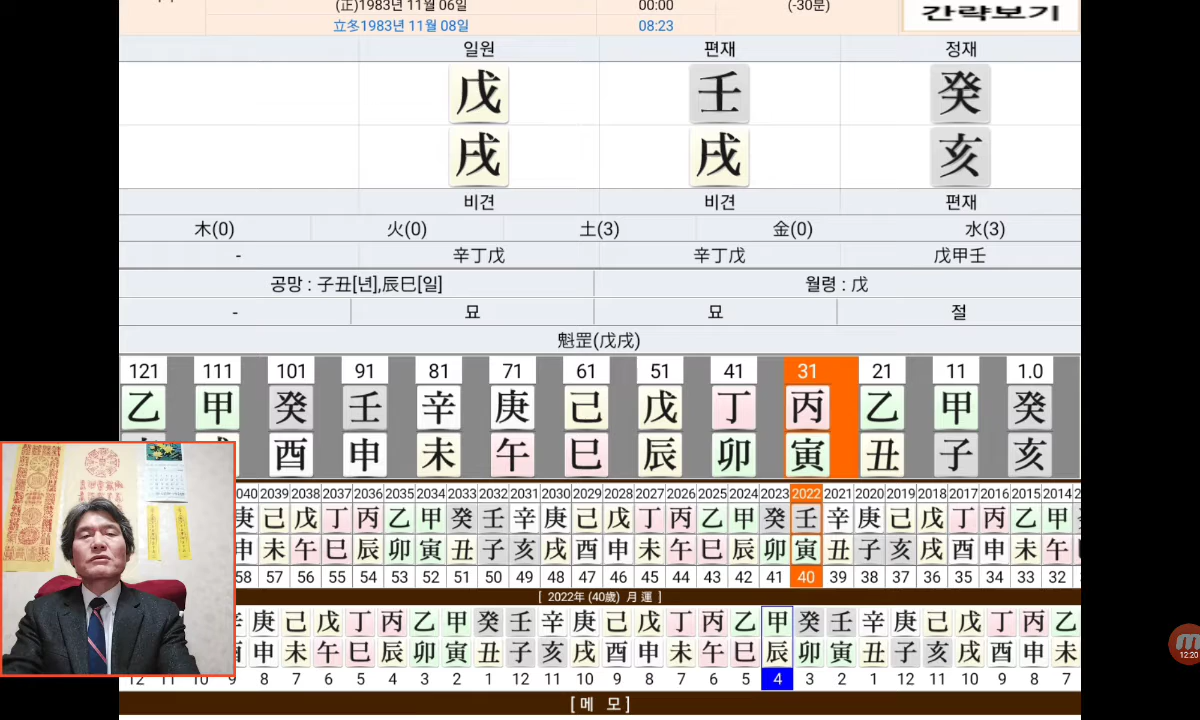 (正)1983년 11월 06일 00:00 (-30분)
立冬1983년 11월 08일 08:23
간략보기
일원 편재 정재
戊 壬 癸
戌 戌 亥
비견 비견 편재
木(0) 火(0) 土(3) 金(0) 水(3)
- 辛丁戊 辛丁戊 戊甲壬
공망 : 子丑[년],辰巳[일] 월령 : 戊
- 묘 묘 절
魁罡(戊戌)
121 111 101 91 81 71 61 51 41 31 21 11 1.0
乙 甲 癸 壬 辛 庚 己 戊 丁 丙 乙 甲 癸
酉 申 未 午 巳 辰 卯 寅 丑 子 亥
040 2039 2038 2037 2036 2035 2034 2033 2032 2031 2030 2029 2028 2027 2026 2025 2024 2023 2022 2021 2020 2019 2018 2017 2016 2015 2014
庚 己 戊 丁 丙 乙 甲 癸 壬 辛 庚 己 戊 丁 丙 乙 甲 癸 壬 辛 庚 己 戊 丁 丙 乙 甲
申 未 午 巳 辰 卯 寅 丑 子 亥 戌 酉 申 未 午 巳 辰 卯 寅 丑 子 亥 戌 酉 申 未 午
58 57 56 55 54 53 52 51 50 49 48 47 46 45 44 43 42 41 40 39 38 37 36 35 34 33 32
[ 2022年 (40歲) 月 運 ]
庚 己 戊 丁 丙 乙 甲 癸 壬 辛 庚 己 戊 丁 丙 乙 甲 癸 壬 辛 庚 己 戊 丁 丙 乙
申 未 午 巳 辰 卯 寅 丑 子 亥 戌 酉 申 未 午 巳 辰 卯 寅 丑 子 亥 戌 酉 申 未
12 11 10 9 8 7 6 5 4 3 2 1 12 11 10 9 8 7 6 5 4 3 2 1 12 11 10 9 8 7
[ 메 모 ]
12:20